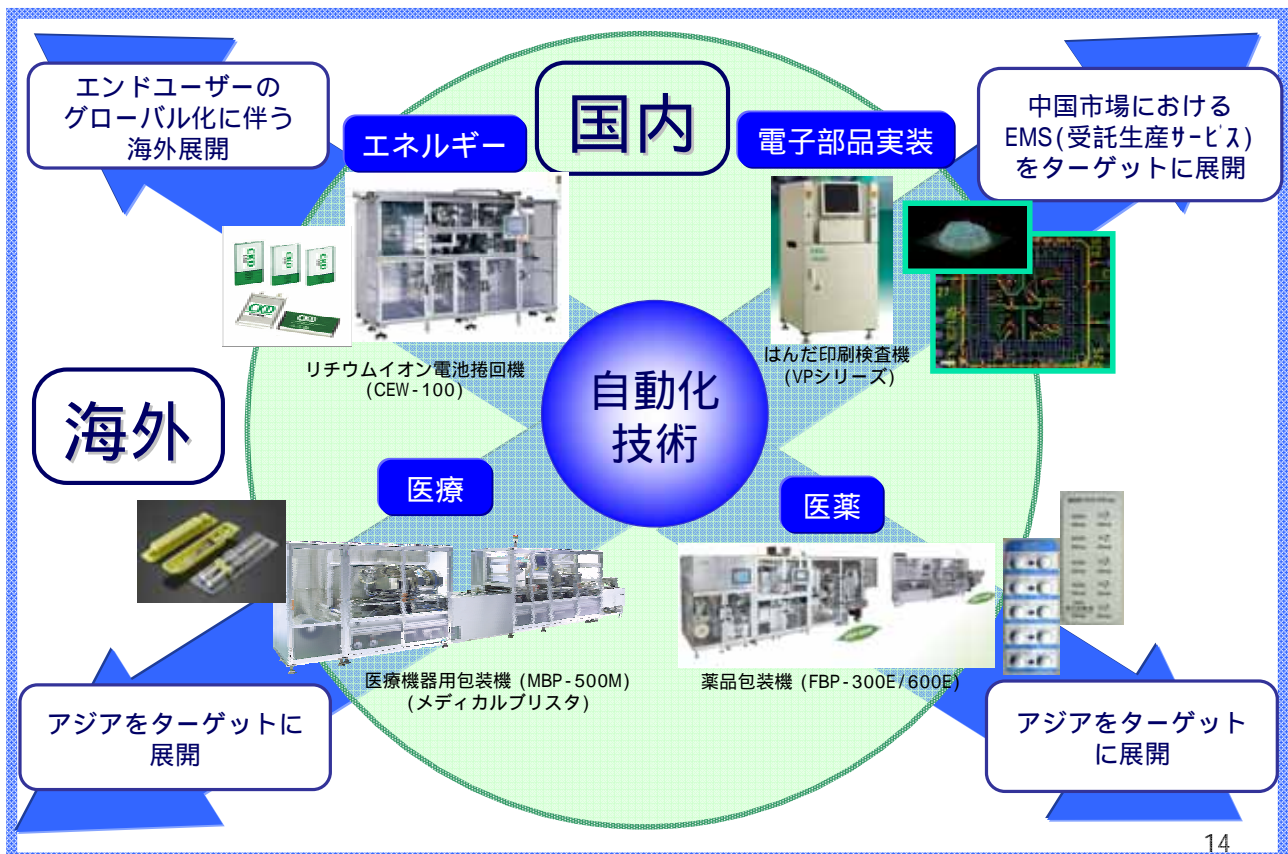 国内
エンドユーザーの
グローバル化に伴う
海外展開
エネルギー
電子部品実装
中国市場における
EMS(受託生産ｻｰﾋﾞｽ)
をターゲットに展開
CKD
CKD
CKD
CKD
CKD
リチウムイオン電池捲回機
(CEW-100)
はんだ印刷検査機
(VPシリーズ)
自動化
技術
海外
医療
医薬
医療機器用包装機 (MBP-500M)
(メディカルブリスタ)
薬品包装機 (FBP-300E/600E)
アジアをターゲットに
展開
アジアをターゲット
に展開
14